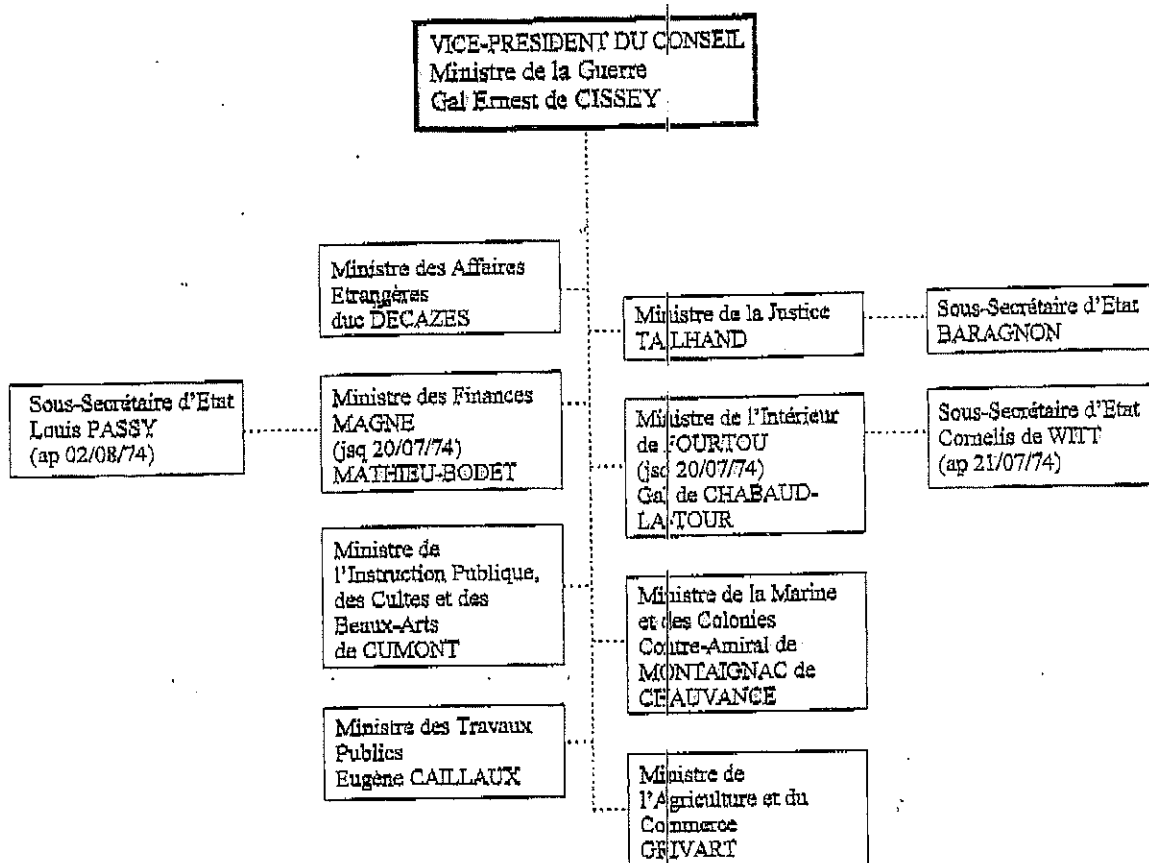 VICE-PRESIDENT DU CONSEIL
Ministre de la Guerre
Gal Ernest de CISSEY
Ministre des Affaires
Etrangères
duc DECAZES
Ministre de la Justice
TAILHAND
Sous-Secrétaire d'Etat
BARAGNON
Sous-Secrétaire d'Etat
Louis PASSY
(ap 02/08/74)
Ministre des Finances
MAGNE
(jsq 20/07/74)
MATHIEU-BODET
Ministre de l'Intérieur
de FOURTOU
(jsq 20/07/74)
Gal de CHABAUD-
LA-TOUR
Sous-Secrétaire d'Etat
Cornelis de WITT
(ap 21/07/74)
Ministre de
l'Instruction Publique,
des Cultes et des
Beaux-Arts
de CUMONT
Ministre de la Marine
et des Colonies
Contre-Amiral de
MONTAIGNAC de
CHAUVANCE
Ministre des Travaux
Publics
Eugène CAILLAUX
Ministre de
l'Agriculture et du
Commerce
GRIVART